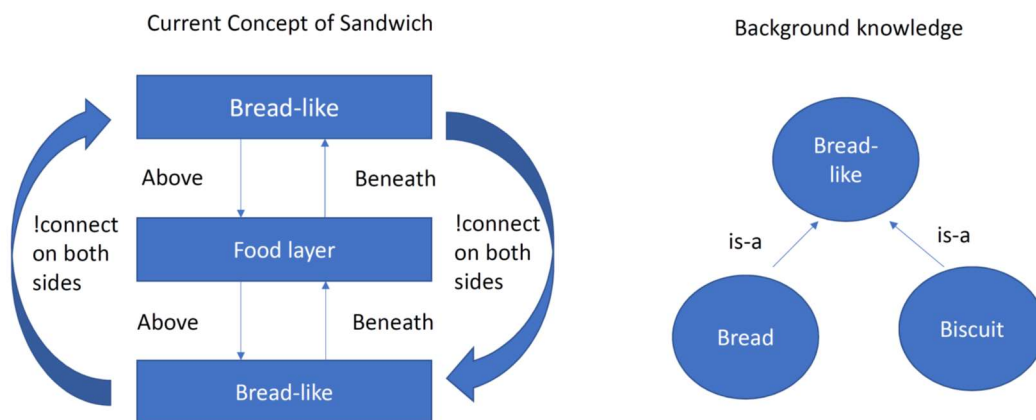 Current Concept of Sandwich
Bread-like
Above
Beneath
!connect
on both
sides
!connect
on both
sides
Food layer
Above
Beneath
Bread-like
Background knowledge
Bread-
like
is-a
is-a
Bread
Biscuit